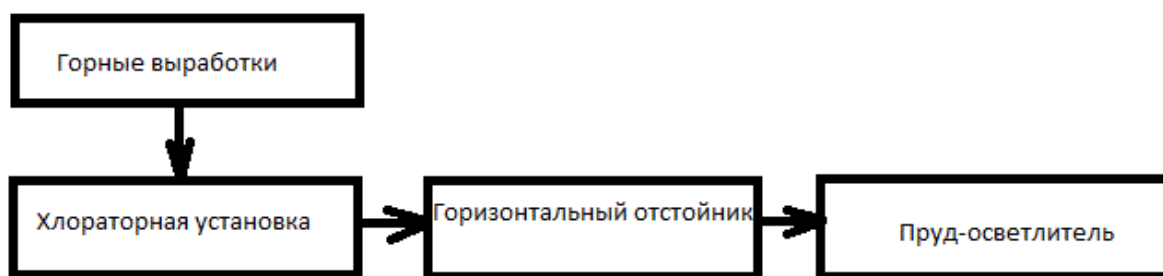 Горные выработки
Хлораторная установка
Горизонтальный отстойник
Пруд-осветлитель